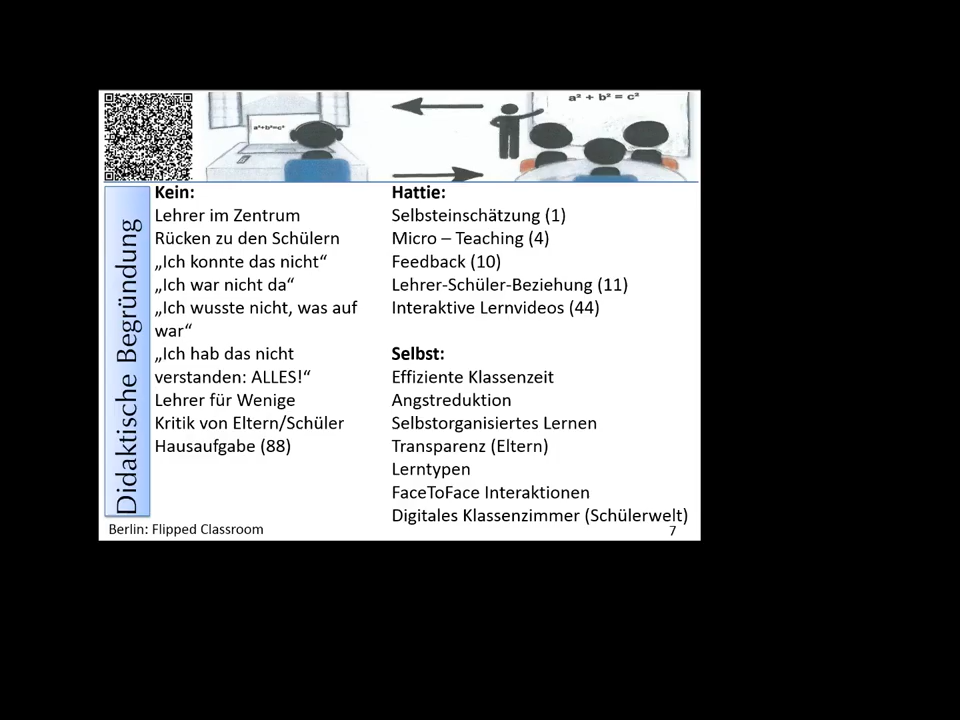 a²+b²=c²
a² + b² = c²
Didaktische Begründung
Kein:
Lehrer im Zentrum
Rücken zu den Schülern
„Ich konnte das nicht“
„Ich war nicht da“
„Ich wusste nicht, was auf
war“
„Ich hab das nicht
verstanden: ALLES!“
Lehrer für Wenige
Kritik von Eltern/Schüler
Hausaufgabe (88)
Hattie:
Selbsteinschätzung (1)
Micro – Teaching (4)
Feedback (10)
Lehrer-Schüler-Beziehung (11)
Interaktive Lernvideos (44)
Selbst:
Effiziente Klassenzeit
Angstreduktion
Selbstorganisiertes Lernen
Transparenz (Eltern)
Lerntypen
FaceToFace Interaktionen
Digitales Klassenzimmer (Schülerwelt)
Berlin: Flipped Classroom
7